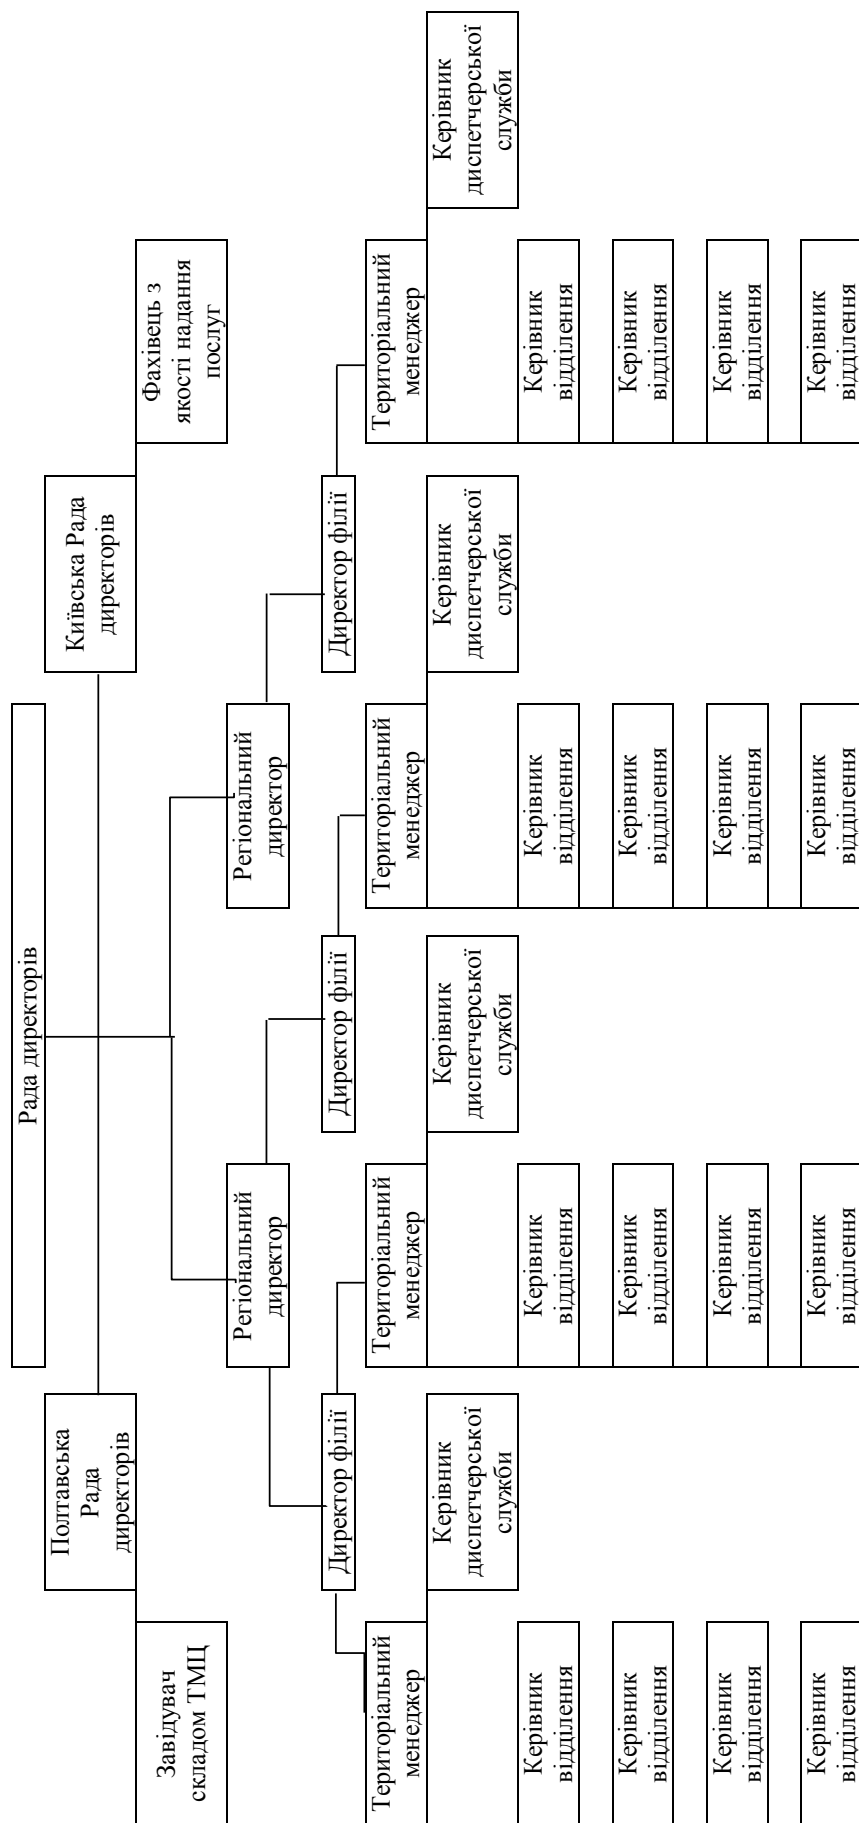 Рада директорів
Полтавська
Рада
директорів
Київська Рада
директорів
Завідувач
складом ТМЦ
Фахівець з
якості надання
послуг
Регіональний
директор
Регіональний
директор
Директор філії
Директор філії
Директор філії
Територіальний
менеджер
Територіальний
менеджер
Територіальний
менеджер
Територіальний
менеджер
Керівник
диспетчерської
служби
Керівник
диспетчерської
служби
Керівник
диспетчерської
служби
Керівник
диспетчерської
служби
Керівник
відділення
Керівник
відділення
Керівник
відділення
Керівник
відділення
Керівник
відділення
Керівник
відділення
Керівник
відділення
Керівник
відділення
Керівник
відділення
Керівник
відділення
Керівник
відділення
Керівник
відділення
Керівник
відділення
Керівник
відділення
Керівник
відділення
Керівник
відділення